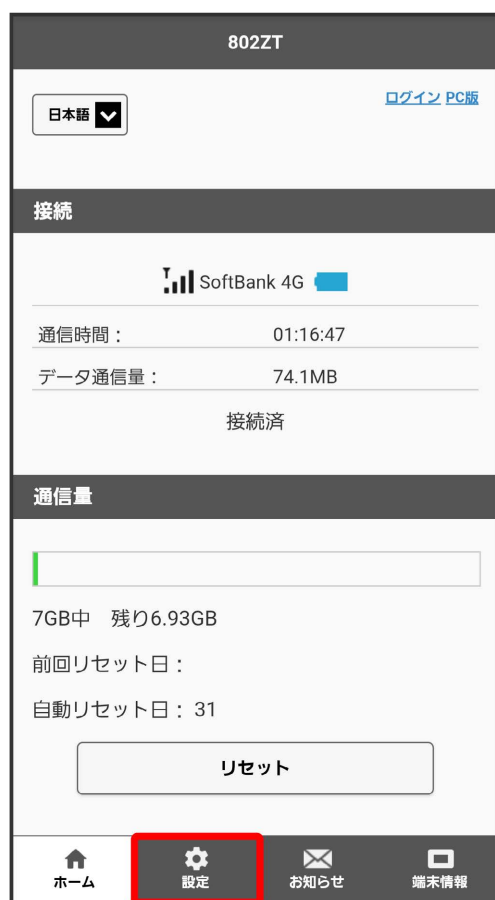 802ZT
日本語
ログイン PC版
接続
SoftBank 4G
通信時間： 01:16:47
データ通信量： 74.1MB
接続済
通信量
7GB中 残り6.93GB
前回リセット日：
自動リセット日：31
リセット
ホーム 設定 お知らせ 端末情報